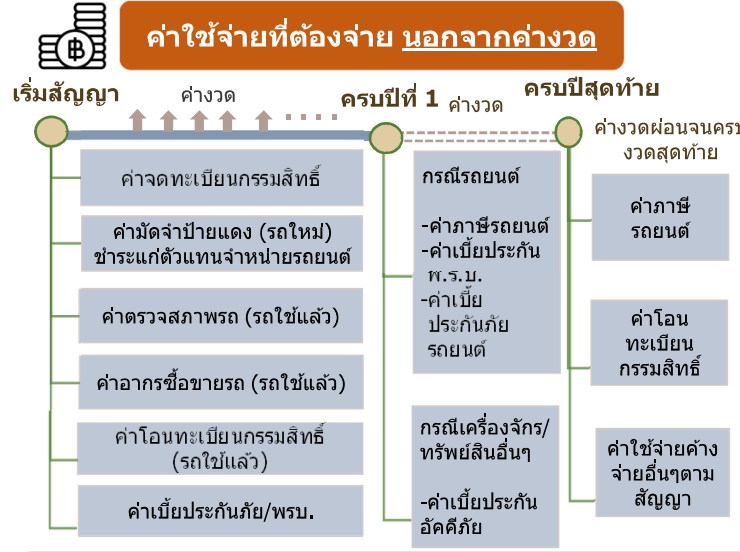 ค่าใช้จ่ายที่ต้องจ่าย นอกจากค่างวด
เริ่มสัญญา
ค่างวด
ครบปีที่ 1
ค่างวด
ครบปีสุดท้าย
ค่างวดผ่อนจนครบ
งวดสุดท้าย
ค่าจดทะเบียนกรรมสิทธิ์
ค่ามัดจำป้ายแดง (รถใหม่)
ชำระแก่ตัวแทนจำหน่ายรถยนต์
ค่าตรวจสภาพรถ (รถใช้แล้ว)
ค่าอากรซื้อขายรถ (รถใช้แล้ว)
ค่าโอนทะเบียนกรรมสิทธิ์
(รถใช้แล้ว)
ค่าเบี้ยประกันภัย/พรบ.
กรณีรถยนต์
-ค่าภาษีรถยนต์
-ค่าเบี้ยประกัน
พ.ร.บ.
-ค่าเบี้ย
ประกันภัย
รถยนต์
กรณีเครื่องจักร/
ทรัพย์สินอื่นๆ
-ค่าเบี้ยประกัน
อัคคีภัย
ค่าภาษี
รถยนต์
ค่าโอน
ทะเบียน
กรรมสิทธิ์
ค่าใช้จ่ายค้าง
จ่ายอื่นๆตาม
สัญญา